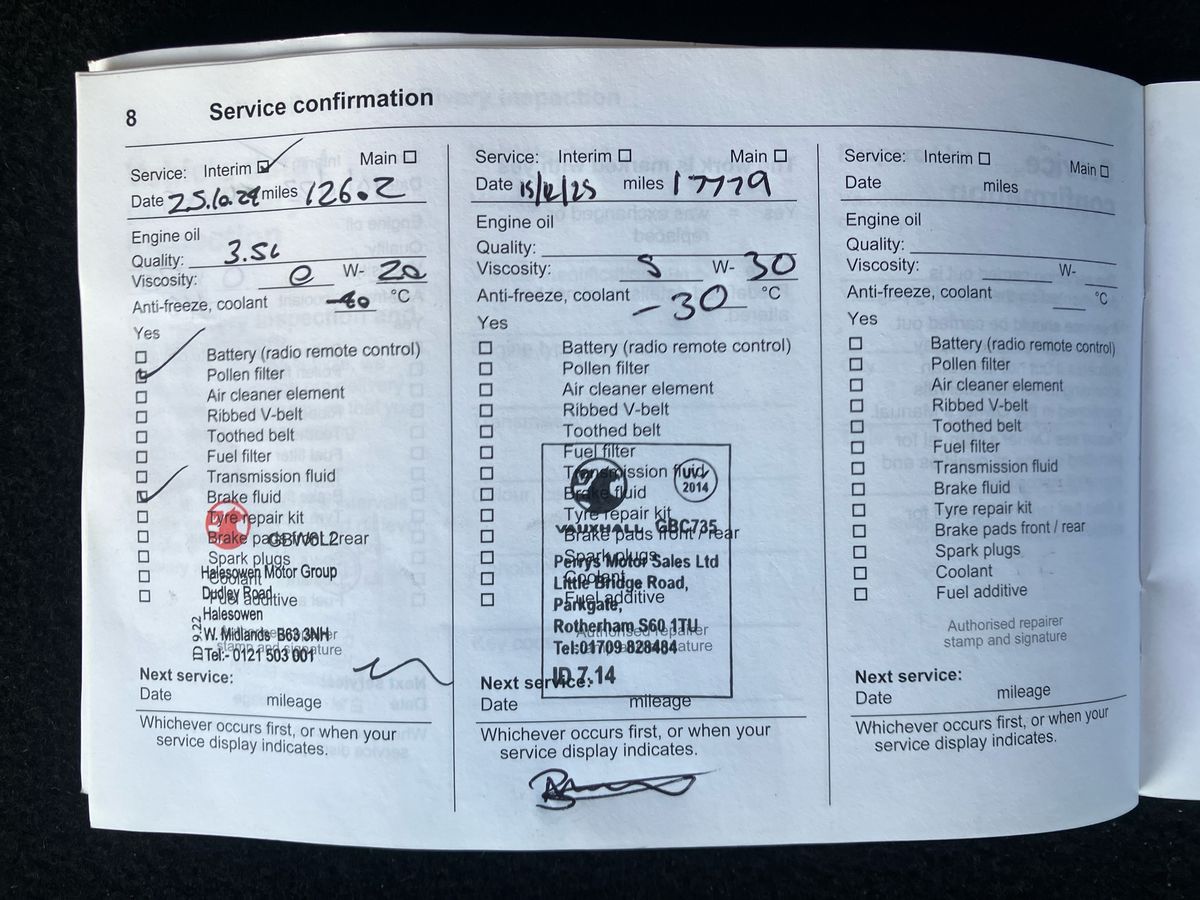 8 Service confirmation
Service: Interim Main
Date 25.10.24 miles 12602
Engine oil
Quality: 3.5L
Viscosity: 0 W- 20
Anti-freeze, coolant -40 °C
Yes
Battery (radio remote control)
Pollen filter
Air cleaner element
Ribbed V-belt
Toothed belt
Fuel filter
Transmission fluid
Brake fluid
Tyre repair kit
Brake pads front / rear
GBW0L2
Spark plugs
Halesowen Motor Group
Coolant
Dudley Road
Fuel additive
Halesowen
Authorised repairer
W. Midlands B63 3NH
stamp and signature
Tel:- 0121 503 001
ID 9.22
Next service:
Date mileage
Whichever occurs first, or when your
service display indicates.
Service: Interim Main
Date 15/12/25 miles 17779
Engine oil
Quality:
Viscosity: 5 W- 30
Anti-freeze, coolant -30 °C
Yes
Battery (radio remote control)
Pollen filter
Air cleaner element
Ribbed V-belt
Toothed belt
Fuel filter
Transmission fluid
2014
Brake fluid
Tyre repair kit
VAUXHALL GBC735
Brake pads front / rear
Spark plugs
Perrys Motor Sales Ltd
Coolant
Little Bridge Road,
Fuel additive
Parkgate,
Rotherham S60 1TU
Authorised repairer
Tel:01709 828484
stamp and signature
ID 7.14
Next service:
Date mileage
Whichever occurs first, or when your
service display indicates.
Service: Interim Main
Date miles
Engine oil
Quality:
Viscosity: W-
Anti-freeze, coolant °C
Yes
Battery (radio remote control)
Pollen filter
Air cleaner element
Ribbed V-belt
Toothed belt
Fuel filter
Transmission fluid
Brake fluid
Tyre repair kit
Brake pads front / rear
Spark plugs
Coolant
Fuel additive
Authorised repairer
stamp and signature
Next service:
Date mileage
Whichever occurs first, or when your
service display indicates.